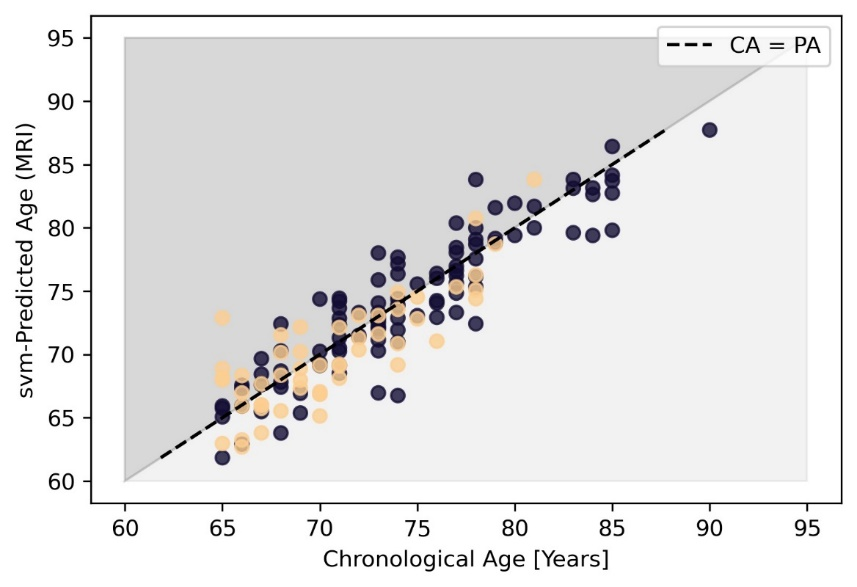 CA = PA
95
90
85
80
75
70
65
60
svm-Predicted Age (MRI)
60 65 70 75 80 85 90 95
Chronological Age [Years]